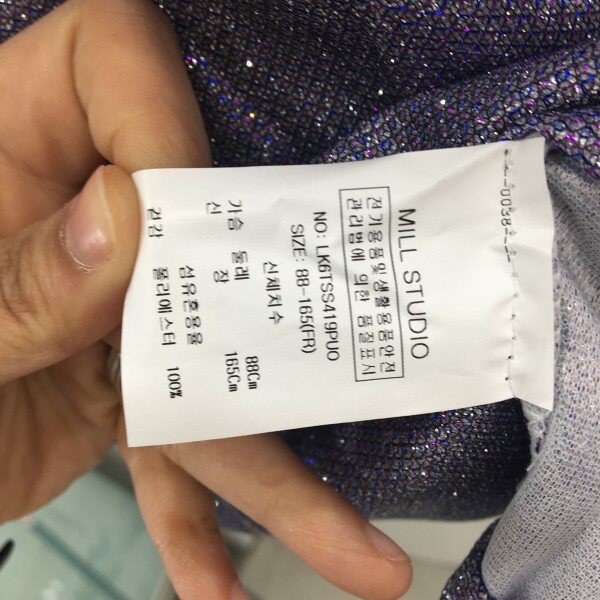 --0038--
MILL STUDIO
전기용품및생활용품안전
관리법에 의한 품질표시
NO: LK6TSS419PUO
SIZE: 88-165(FR)
신체치수
가슴 둘레 88Cm
신 장 165Cm
섬유혼용율
겉감 폴리에스터 100%